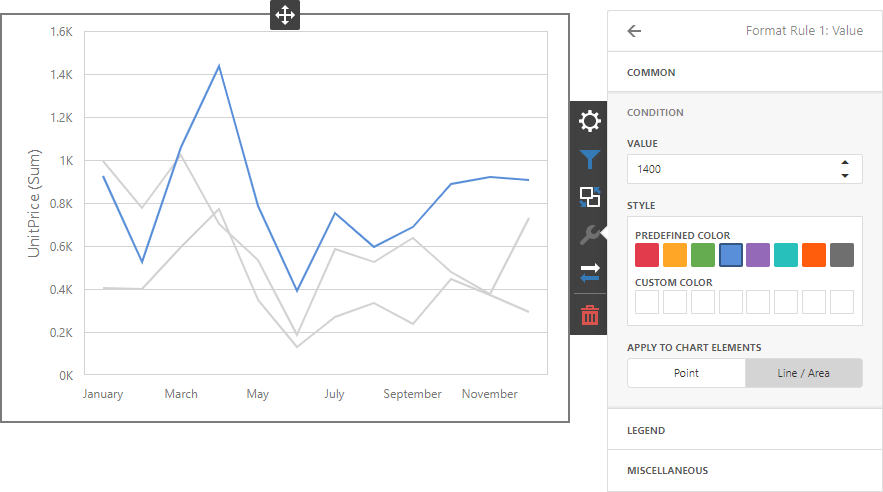 1.6K
1.4K
1.2K
1K
0.8K
0.6K
0.4K
0.2K
0K
UnitPrice (Sum)
January March May July September November
Format Rule 1: Value
COMMON
CONDITION
VALUE
1400
STYLE
PREDEFINED COLOR
CUSTOM COLOR
APPLY TO CHART ELEMENTS
Point Line / Area
LEGEND
MISCELLANEOUS